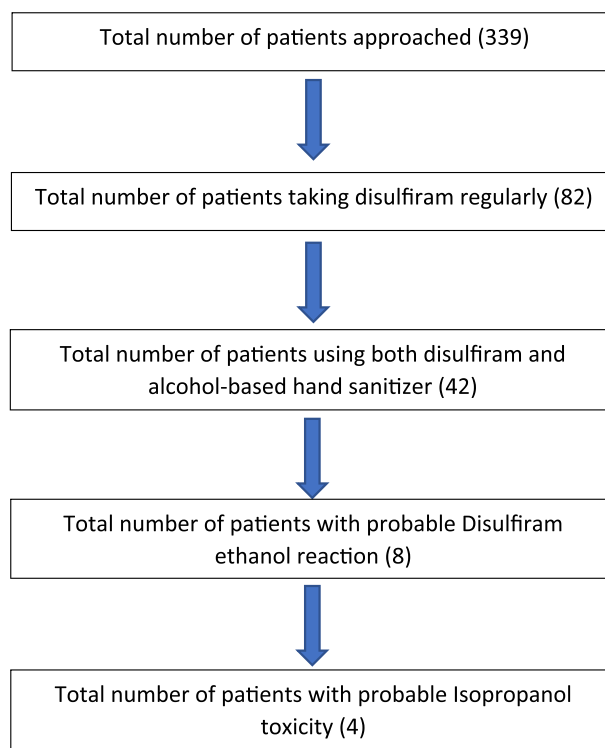 Total number of patients approached (339)
Total number of patients taking disulfiram regularly (82)
Total number of patients using both disulfiram and
alcohol-based hand sanitizer (42)
Total number of patients with probable Disulfiram
ethanol reaction (8)
Total number of patients with probable Isopropanol
toxicity (4)